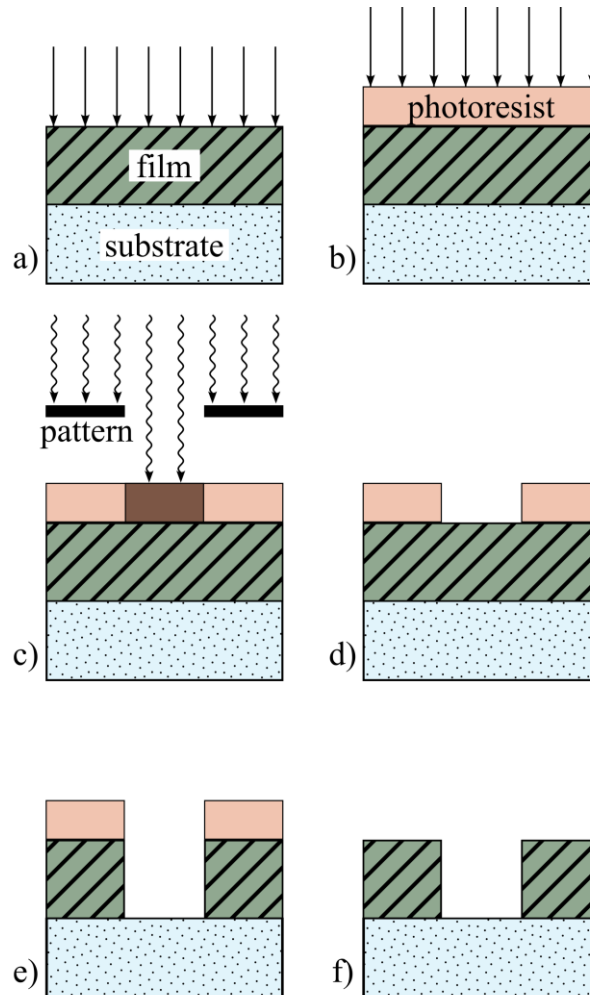 film
substrate
a)
photoresist
b)
pattern
c)
d)
e)
f)